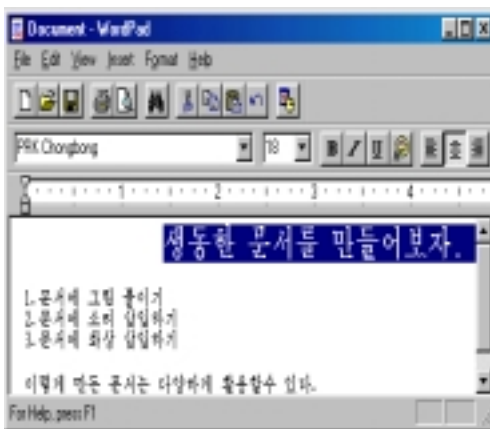 Document - WordPad
File Edit View Insert Format Help
PRK Chongbong 18 B I U
1 2 3 4
생동한 문서를 만들어보자.
1.문서에 그림 붙이기
2.문서에 소리 삽입하기
3.문서에 화상 삽입하기
이렇게 만든 문서는 다양하게 활용할수 있다.
For Help, press F1